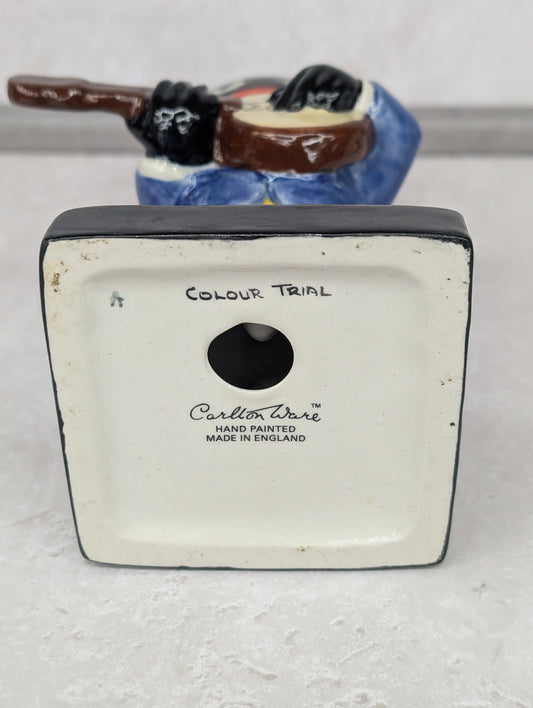 COLOUR TRIAL
Carlton Ware™
HAND PAINTED
MADE IN ENGLAND